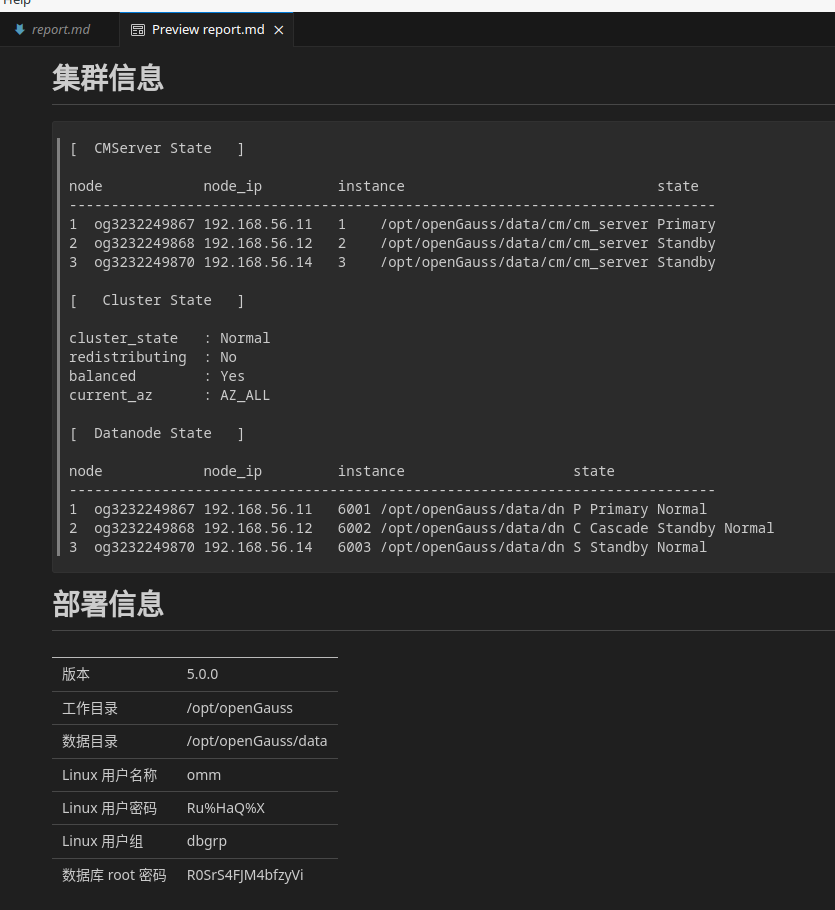 Help
report.md
Preview report.md
集群信息
[  CMServer State   ]
node            node_ip         instance                              state
-----------------------------------------------------------------------------
1  og3232249867 192.168.56.11   1    /opt/openGauss/data/cm/cm_server Primary
2  og3232249868 192.168.56.12   2    /opt/openGauss/data/cm/cm_server Standby
3  og3232249870 192.168.56.14   3    /opt/openGauss/data/cm/cm_server Standby
[   Cluster State   ]
cluster_state   : Normal
redistributing  : No
balanced        : Yes
current_az      : AZ_ALL
[  Datanode State   ]
node            node_ip         instance                    state
-----------------------------------------------------------------------------
1  og3232249867 192.168.56.11   6001 /opt/openGauss/data/dn P Primary Normal
2  og3232249868 192.168.56.12   6002 /opt/openGauss/data/dn C Cascade Standby Normal
3  og3232249870 192.168.56.14   6003 /opt/openGauss/data/dn S Standby Normal
部署信息
版本 5.0.0
工作目录 /opt/openGauss
数据目录 /opt/openGauss/data
Linux 用户名称 omm
Linux 用户密码 Ru%HaQ%X
Linux 用户组 dbgrp
数据库 root 密码 R0SrS4FJM4bfzyVi